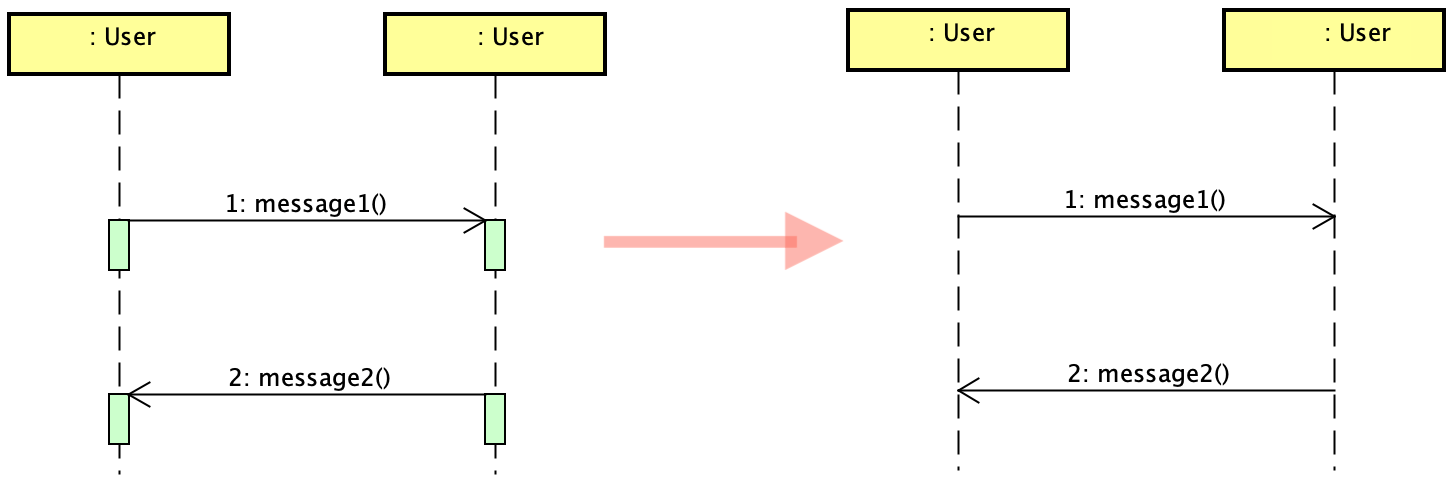 : User
: User
: User
: User
1: message1()
1: message1()
2: message2()
2: message2()